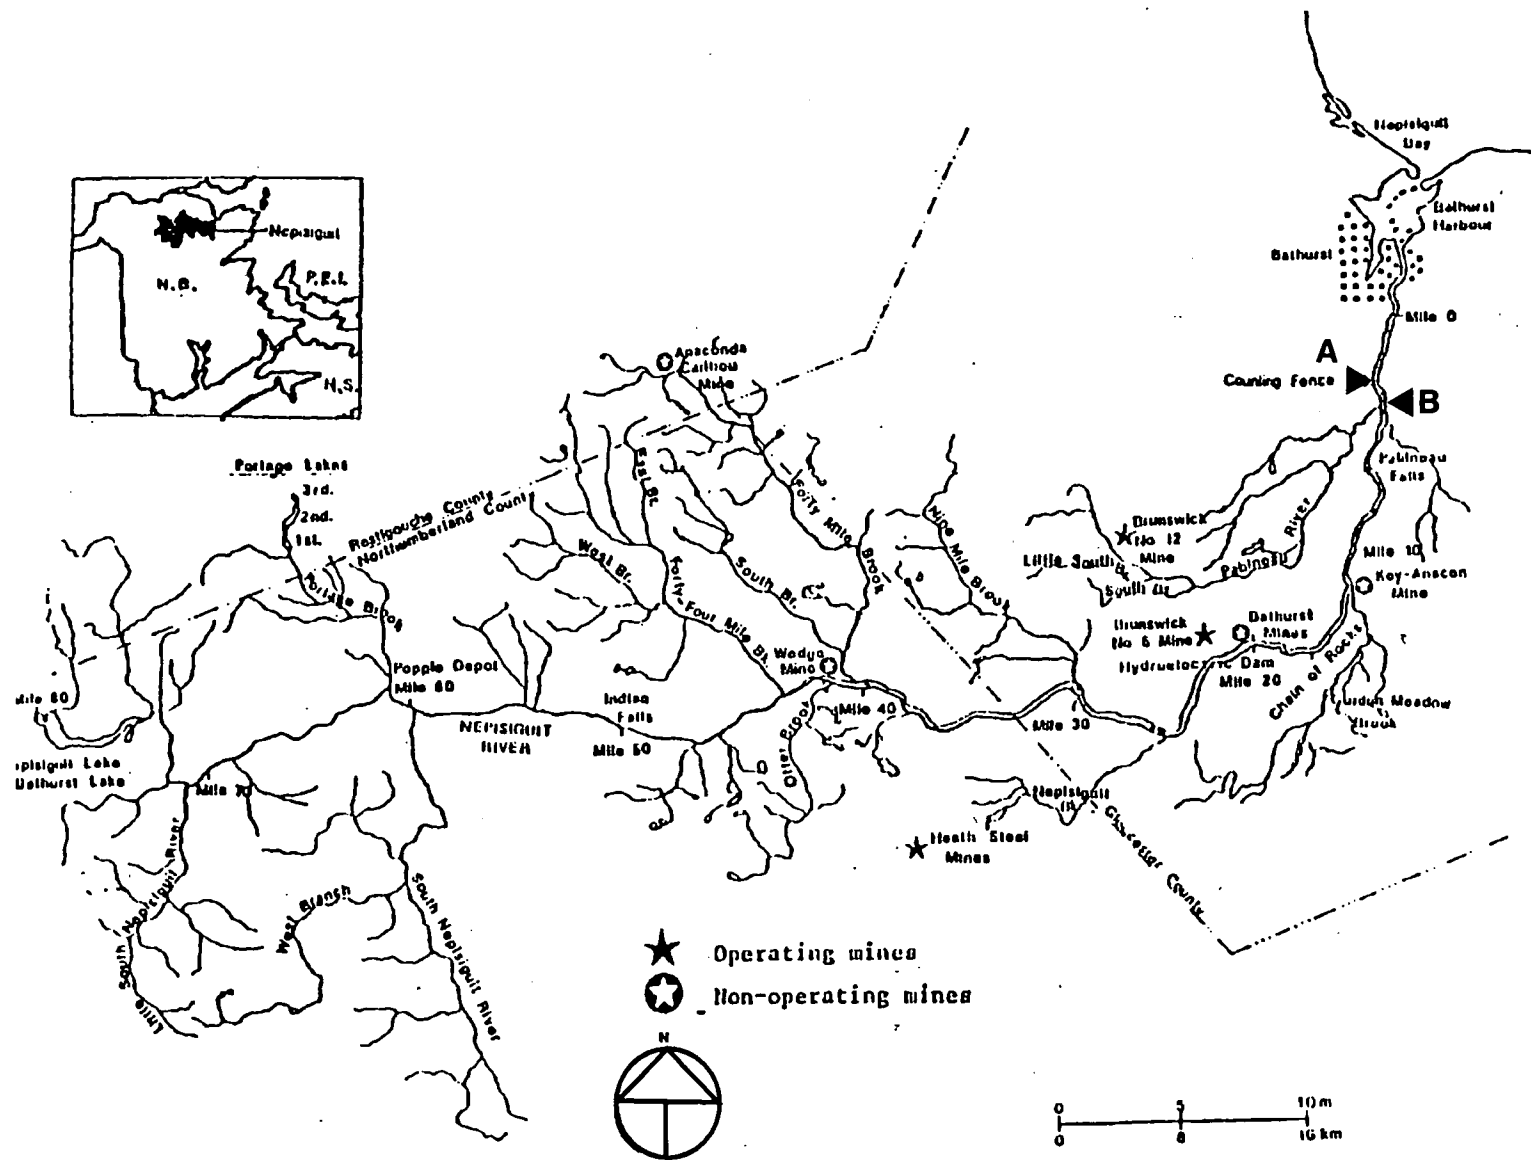 Nepisiguit
Bay
Bathurst
Harbour
Bathurst
Mile 0
A
Counting Fence
B
Pabineau
Falls
Nepisiguit
N.B.
P.E.I.
N.S.
Anaconda
Caribou
Mine
Portage Lakes
3rd.
2nd.
1st.
Restigouche County
Northumberland County
Portage Brook
East Br.
West Br.
Forty-Four Mile Bk.
South Br.
Forty Mile Brook
Nine Mile Brook
Brunswick
No 12
Mine
Little South Br.
South Br.
Pabineau River
Mile 10
Key-Anacon
Mine
Brunswick
No 6 Mine
Bathurst
Mines
Hydroelectric Dam
Mile 20
Chain of Rocks
Meadow
Brook
Wedge
Mine
Popple Depot
Mile 60
Indian
Falls
Mile 50
NEPISIGUIT
RIVER
Otter Brook
Mile 40
Mile 30
Mile 80
Lake
Bathurst Lake
Mile 70
Nepisiguit
Br.
Gloucester County
Heath Steel
Mines
Little South Nepisiguit River
West Branch
South Nepisiguit River
Operating mines
Non-operating mines
N
0 5 10 m
0 8 16 km